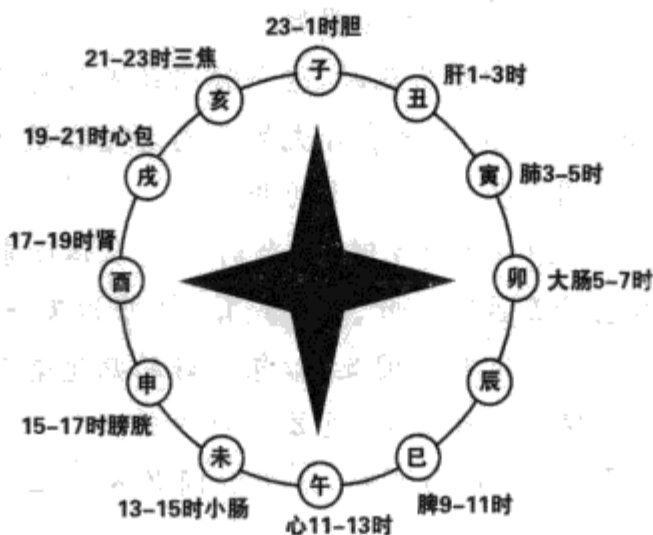 23-1时胆
子
21-23时三焦
亥
丑
肝1-3时
19-21时心包
戌
寅
肺3-5时
17-19时肾
酉
卯
大肠5-7时
申
辰
15-17时膀胱
未
巳
午
13-15时小肠
心11-13时
脾9-11时